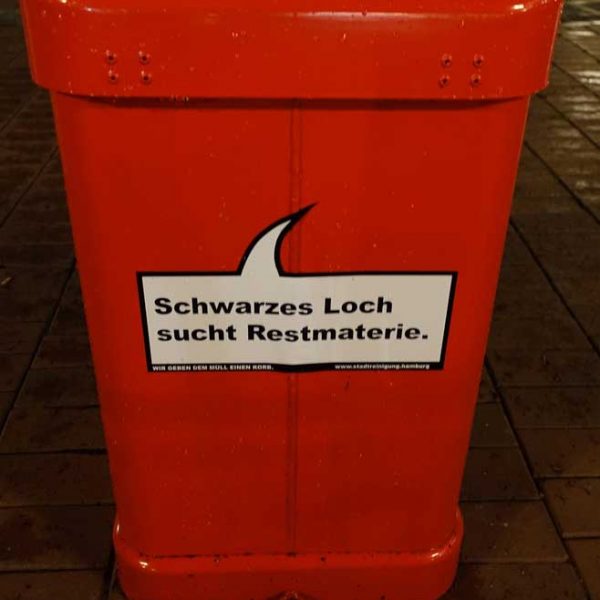 Schwarzes Loch
sucht Restmaterie.
WIR GEBEN DEM MÜLL EINEN KORB. www.stadtreinigung.hamburg